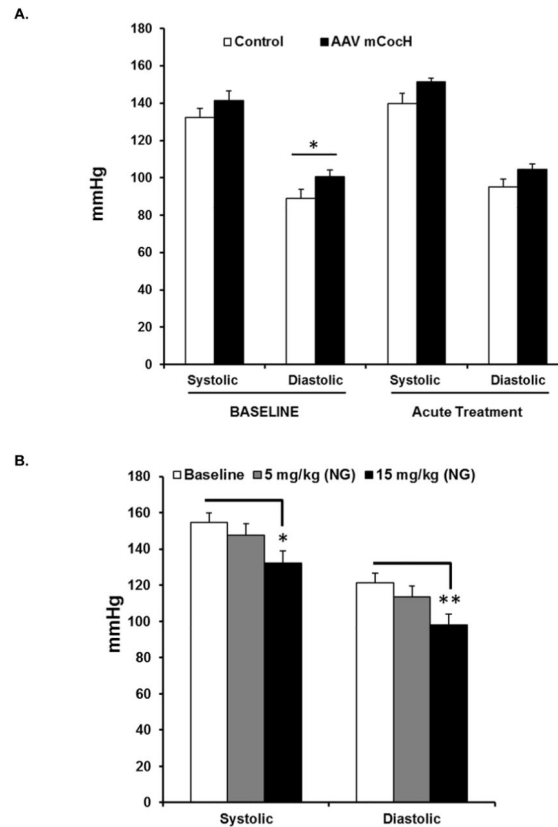 A.
Control AAV mCocH
180
160
140
120
100
80
60
40
20
0
mmHg
*
Systolic Diastolic Systolic Diastolic
BASELINE Acute Treatment
B.
Baseline 5 mg/kg (NG) 15 mg/kg (NG)
180
160
140
120
100
80
60
40
20
0
mmHg
*
**
Systolic Diastolic